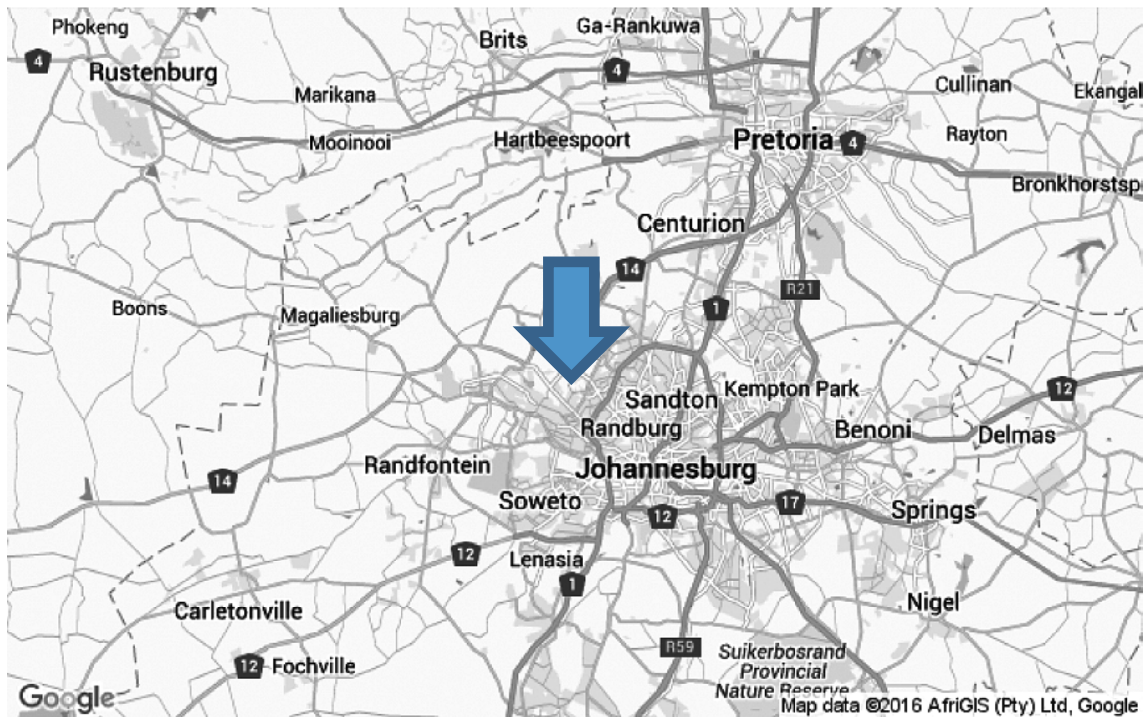 Phokeng
Ga-Rankuwa
Brits
4
4
Rustenburg
Cullinan
Marikana
Ekangal
Mooinooi
Hartbeespoort
Pretoria
4
Rayton
Bronkhorstsp
Centurion
14
R21
Boons
Magaliesburg
1
Kempton Park
12
Sandton
Randburg
Benoni
Delmas
Randfontein
Johannesburg
14
Soweto
12
17
Springs
12
Lenasia
1
Carletonville
Nigel
R59
Suikerbosrand
Provincial
Nature Reserve
12
Fochville
Google
Map data ©2016 AfriGIS (Pty) Ltd, Google